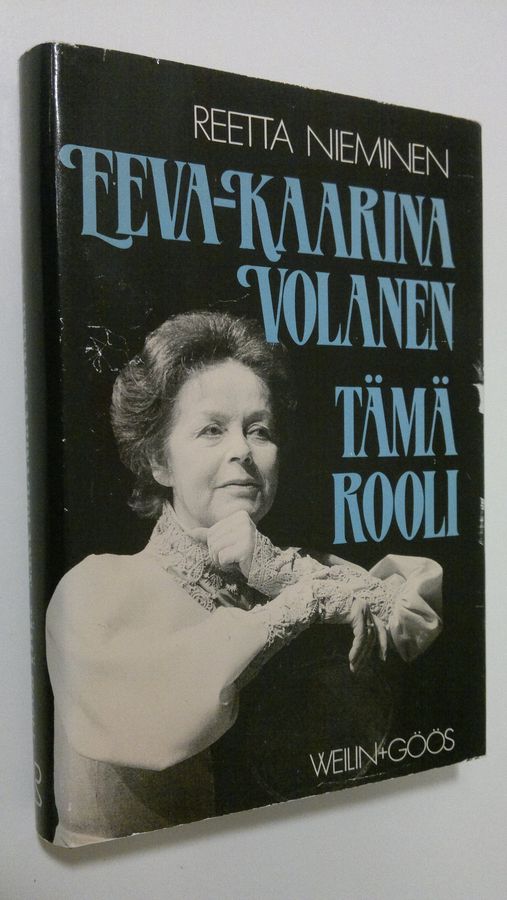 REETTA NIEMINEN
EEVA-KAARINA
VOLANEN
TÄMÄ
ROOLI
WEILIN+GÖÖS